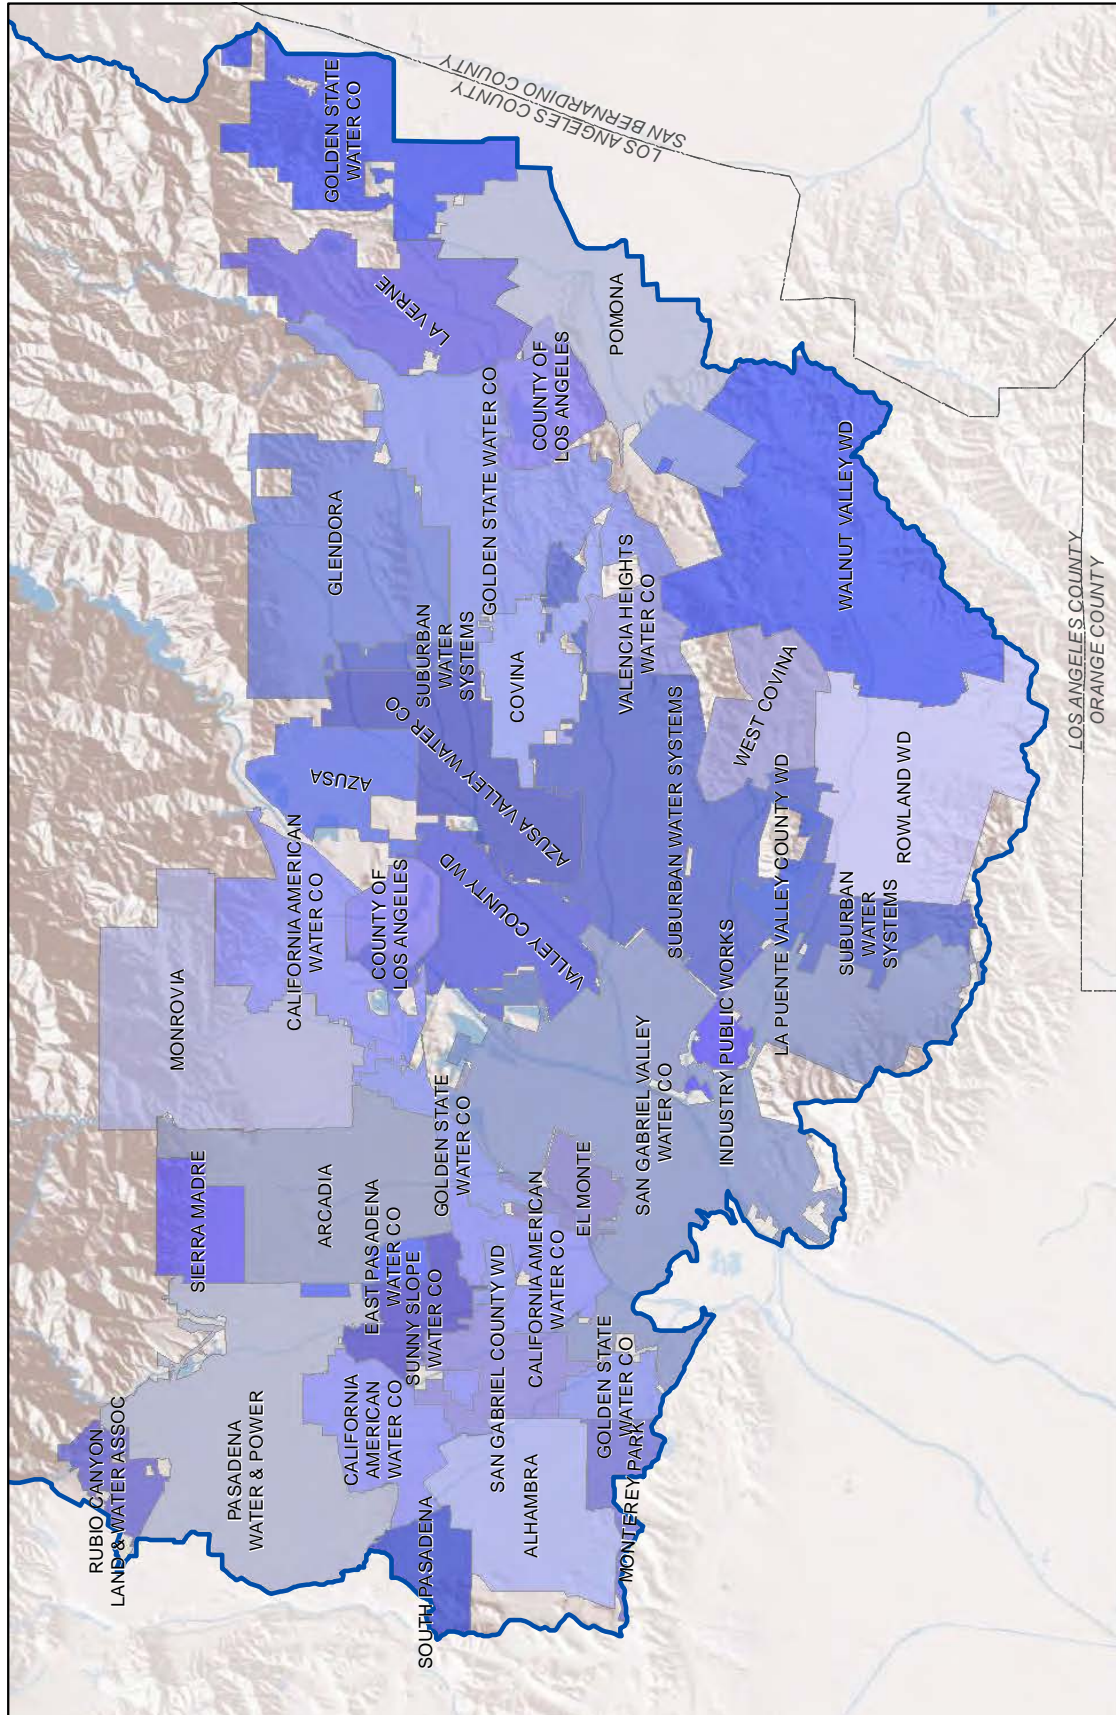 RUBIO CANYON
LAND & WATER ASSOC
SIERRA MADRE
MONROVIA
PASADENA
WATER & POWER
ARCADIA
CALIFORNIA AMERICAN
WATER CO
AZUSA
GLENDORA
GOLDEN STATE
WATER CO
LA VERNE
CALIFORNIA
AMERICAN
WATER CO
EAST PASADENA
WATER CO
SUNNY SLOPE
WATER CO
COUNTY OF
LOS ANGELES
SUBURBAN
WATER
SYSTEMS
SOUTH PASADENA
GOLDEN STATE
WATER CO
VALLEY COUNTY WD
AZUSA VALLEY WATER CO
GOLDEN STATE WATER CO
SAN GABRIEL COUNTY WD
COVINA
COUNTY OF
LOS ANGELES
ALHAMBRA
CALIFORNIA AMERICAN
WATER CO
EL MONTE
POMONA
GOLDEN STATE
WATER CO
MONTEREY PARK
SAN GABRIEL VALLEY
WATER CO
VALENCIA HEIGHTS
WATER CO
SUBURBAN WATER SYSTEMS
INDUSTRY PUBLIC WORKS
WEST COVINA
LA PUENTE VALLEY COUNTY WD
WALNUT VALLEY WD
SUBURBAN
WATER
SYSTEMS
ROWLAND WD
LOS ANGELES COUNTY
SAN BERNARDINO COUNTY
LOS ANGELES COUNTY
ORANGE COUNTY